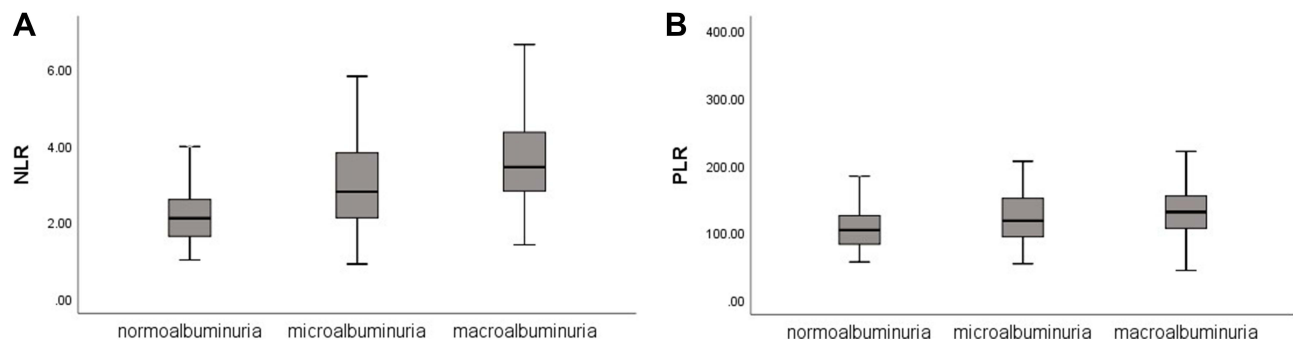 A
NLR
6.00
4.00
2.00
.00
normoalbuminuria microalbuminuria macroalbuminuria
B
PLR
400.00
300.00
200.00
100.00
.00
normoalbuminuria microalbuminuria macroalbuminuria